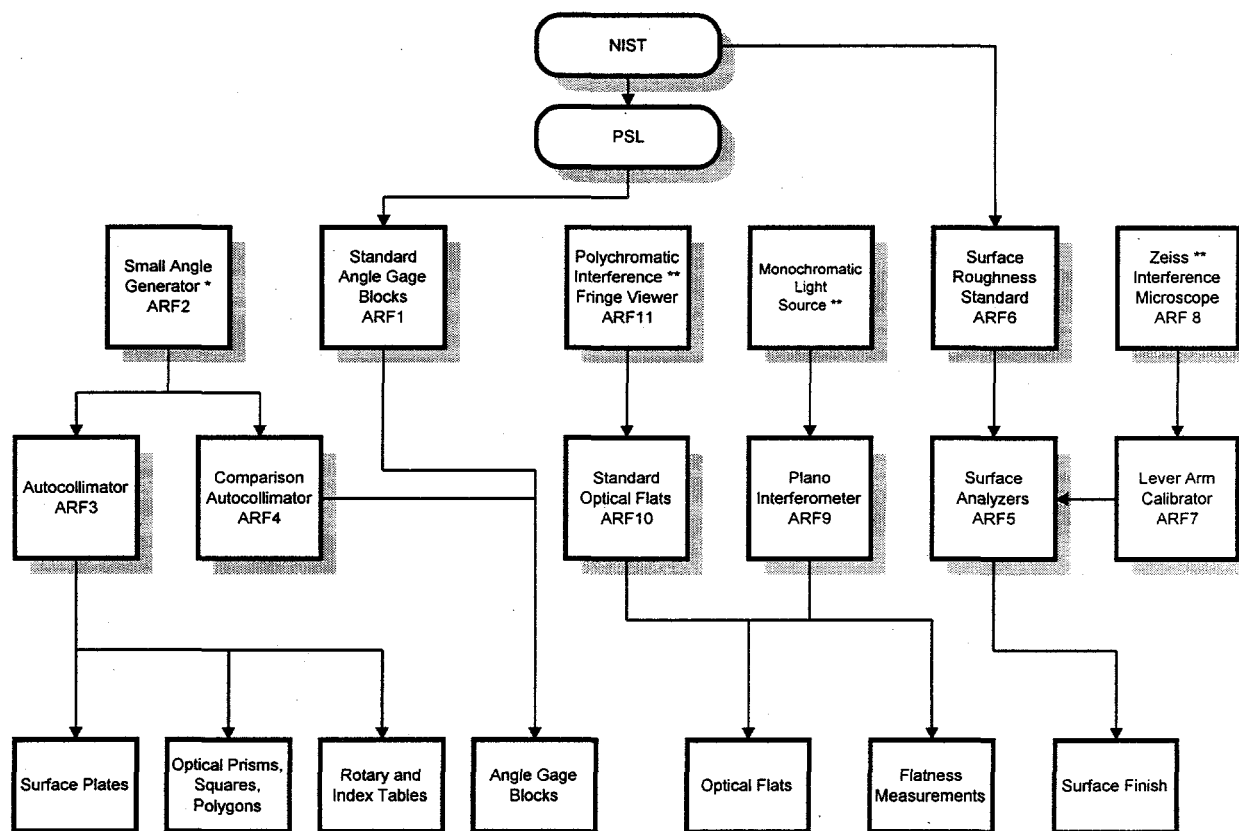 NIST
PSL
Small Angle
Generator *
ARF2
Standard
Angle Gage
Blocks
ARF1
Polychromatic
Interference **
Fringe Viewer
ARF11
Monochromatic
Light
Source **
Surface
Roughness
Standard
ARF6
Zeiss **
Interference
Microscope
ARF 8
Autocollimator
ARF3
Comparison
Autocollimator
ARF4
Standard
Optical Flats
ARF10
Plano
Interferometer
ARF9
Surface
Analyzers
ARF5
Lever Arm
Calibrator
ARF7
Surface Plates
Optical Prisms,
Squares,
Polygons,
Rotary and
Index Tables
Angle Gage
Blocks
Optical Flats
Flatness
Measurements
Surface Finish